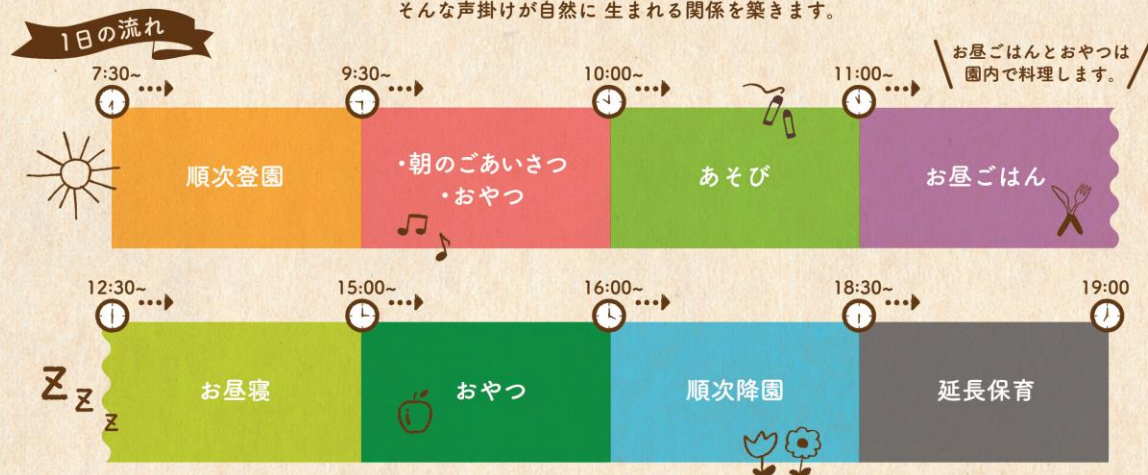 そんな声掛けが自然に 生まれる関係を築きます。
1日の流れ
お昼ごはんとおやつは
園内で料理します。
7:30~
9:30~
10:00~
11:00~
順次登園
・朝のごあいさつ
・おやつ
あそび
お昼ごはん
12:30~
15:00~
16:00~
18:30~
19:00
z z z
お昼寝
おやつ
順次降園
延長保育